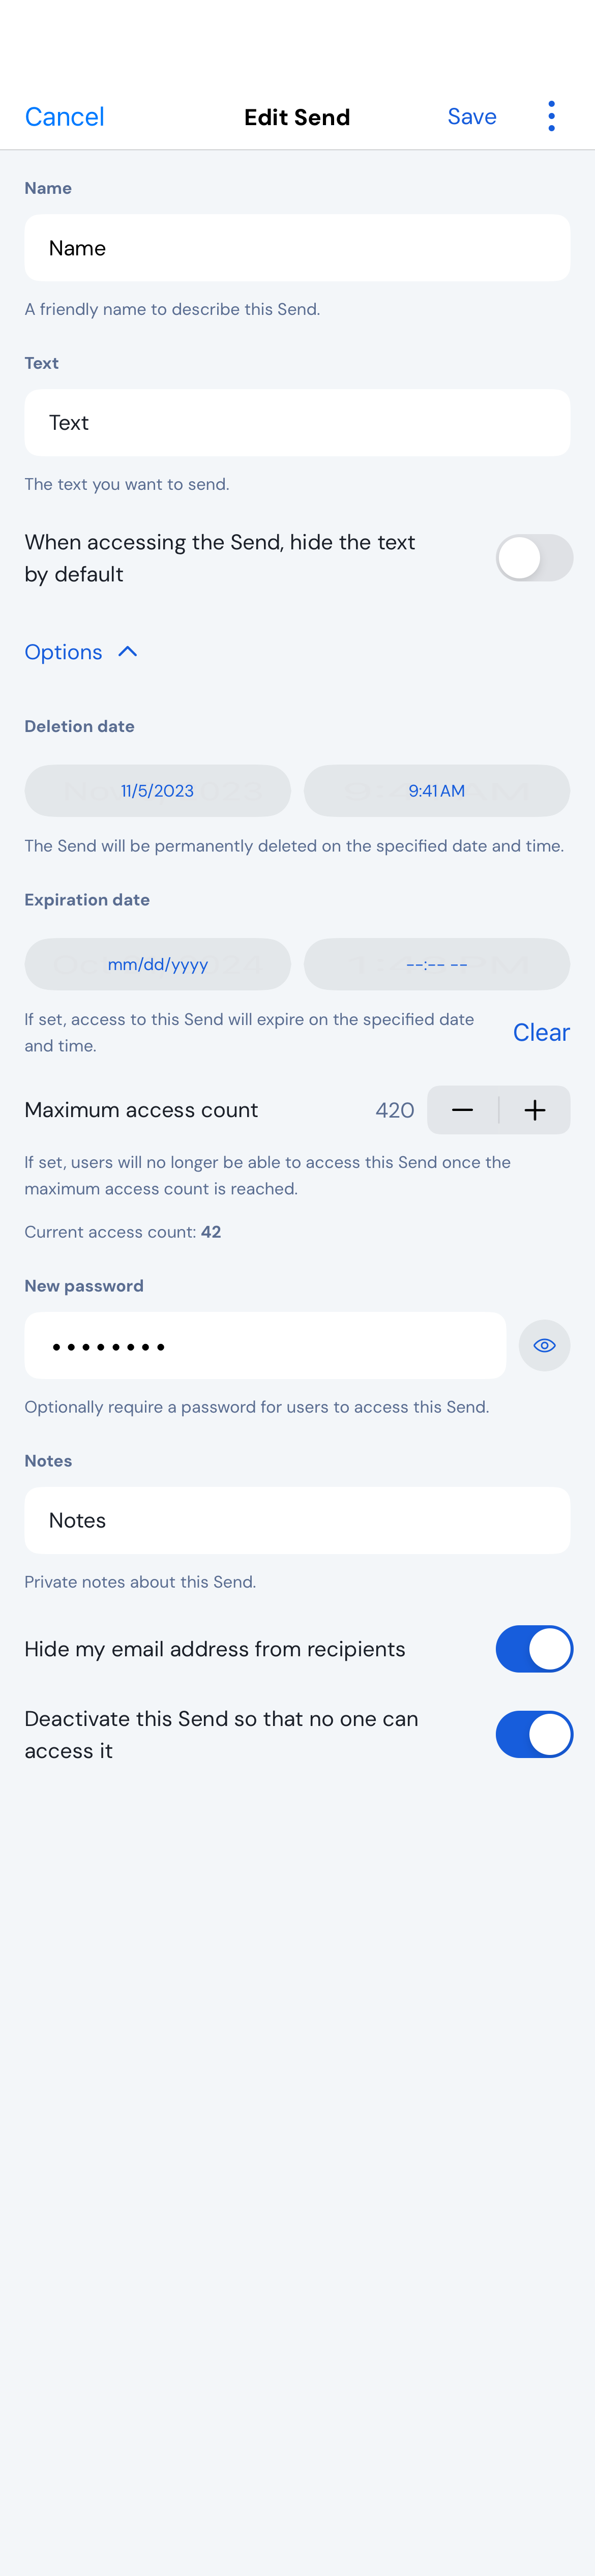 Cancel Edit Send Save
Name
Name
A friendly name to describe this Send.
Text
Text
The text you want to send.
When accessing the Send, hide the text
by default
Options
Deletion date
11/5/2023 9:41 AM
The Send will be permanently deleted on the specified date and time.
Expiration date
mm/dd/yyyy --:-- --
If set, access to this Send will expire on the specified date
and time.
Clear
Maximum access count 420
If set, users will no longer be able to access this Send once the
maximum access count is reached.
Current access count: 42
New password
••••••••
Optionally require a password for users to access this Send.
Notes
Notes
Private notes about this Send.
Hide my email address from recipients
Deactivate this Send so that no one can
access it